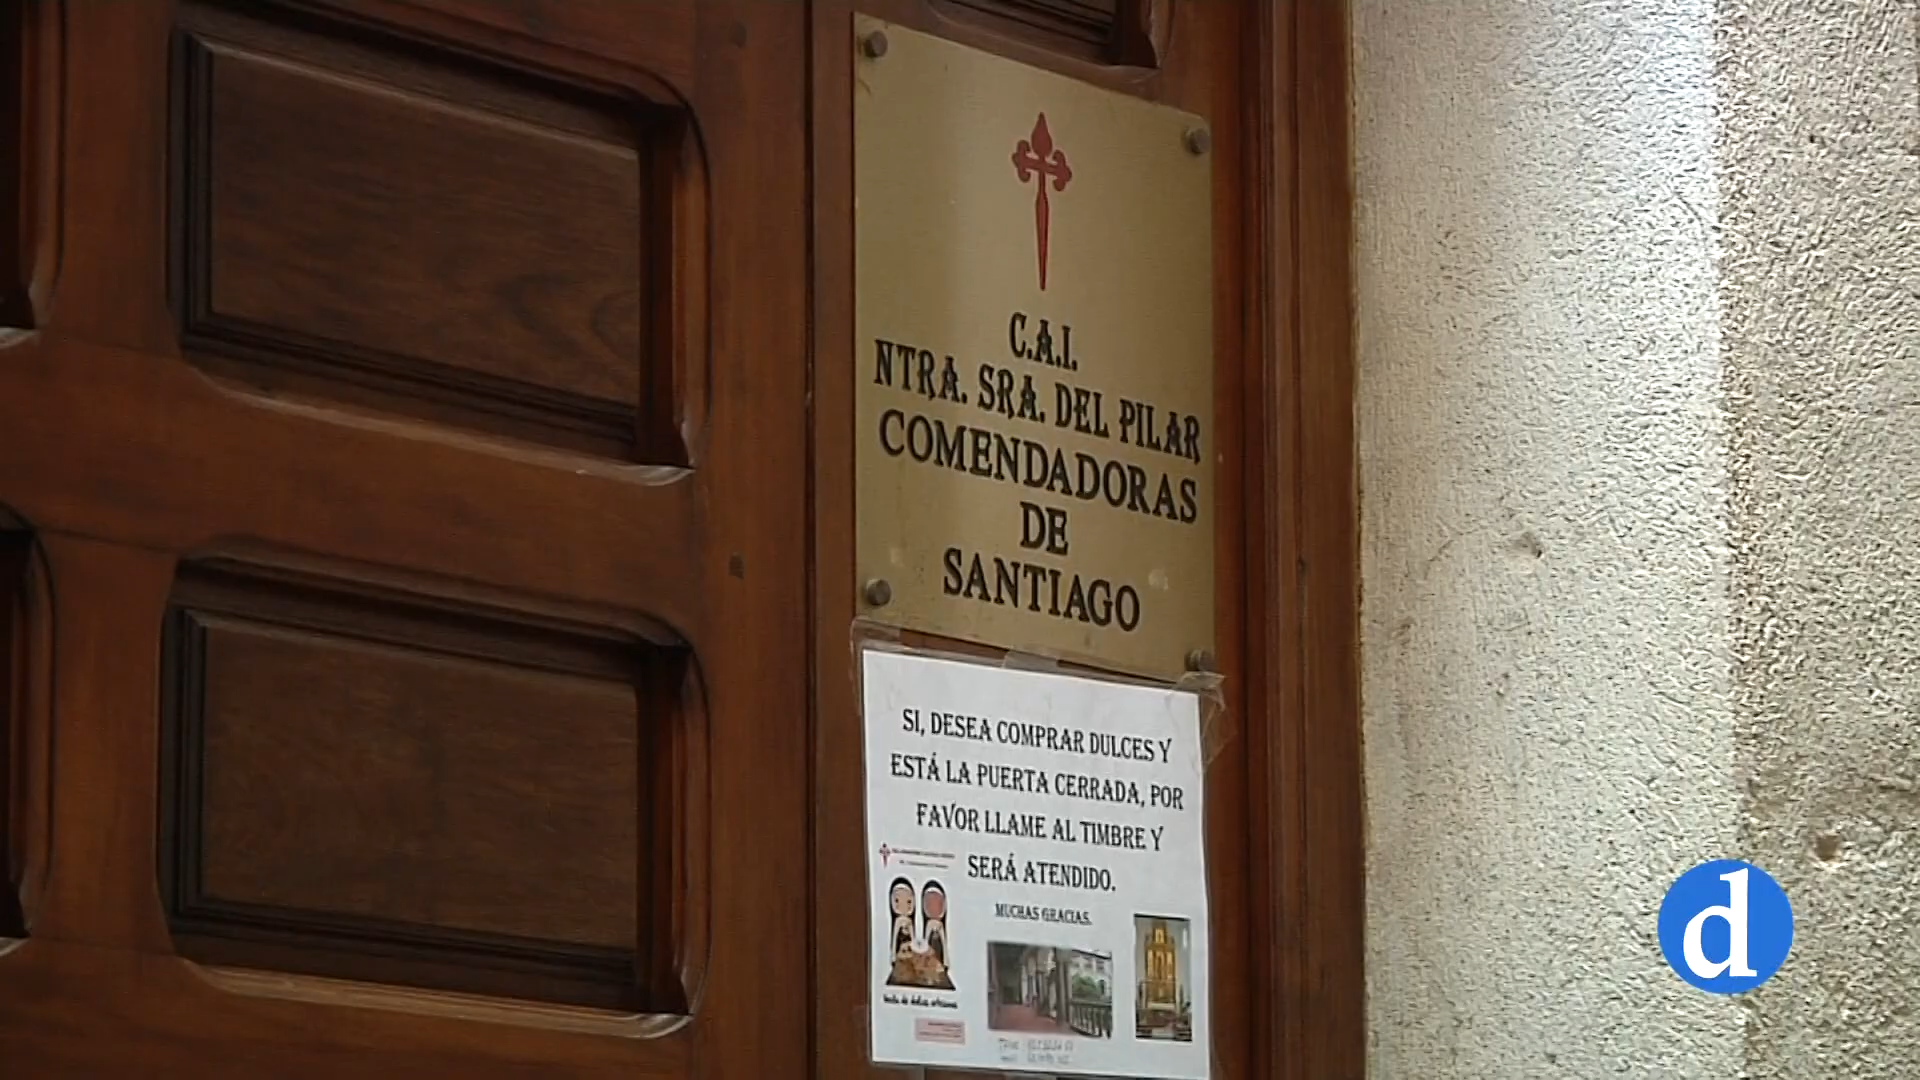 C.A.I.
NTRA. SRA. DEL PILAR
COMENDADORAS
DE
SANTIAGO
SI, DESEA COMPRAR DULCES Y
ESTÁ LA PUERTA CERRADA, POR
FAVOR LLAME AL TIMBRE Y
SERÁ ATENDIDO.
MUCHAS GRACIAS.
d